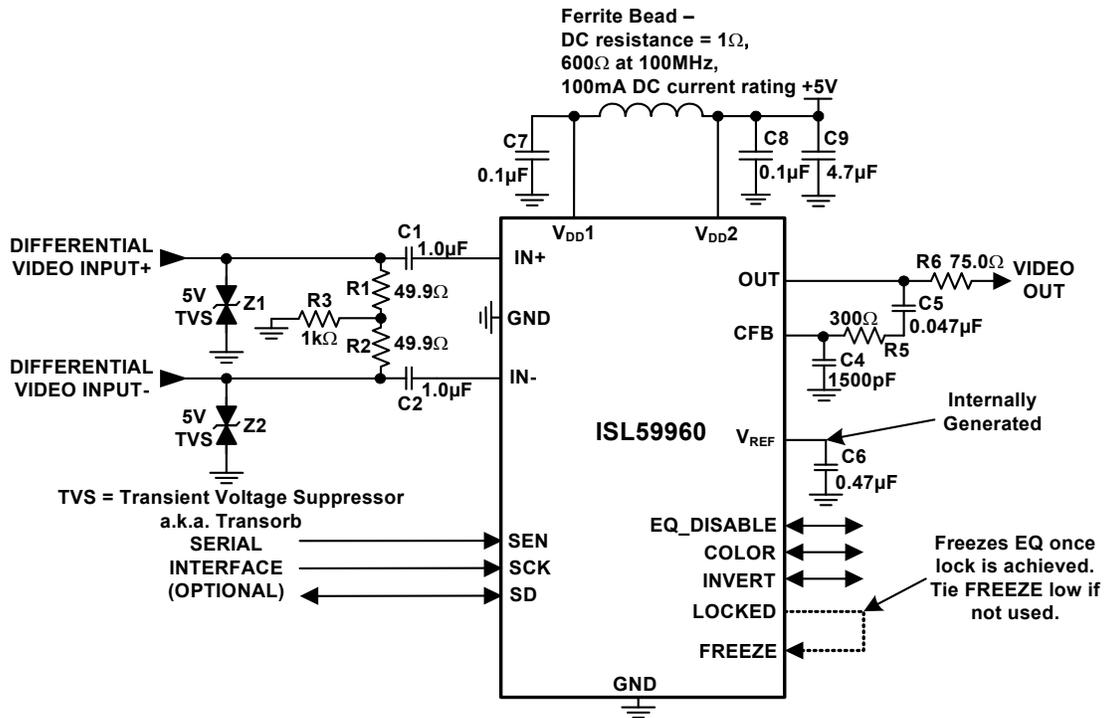 Ferrite Bead –
DC resistance = 1Ω,
600Ω at 100MHz,
100mA DC current rating +5V
C7
0.1µF
C8
0.1µF
C9
4.7µF
VDD1
VDD2
DIFFERENTIAL
VIDEO INPUT+
C1
1.0µF
IN+
5V
TVS
Z1
R1
49.9Ω
R3
1kΩ
GND
R2
49.9Ω
DIFFERENTIAL
VIDEO INPUT-
C2
1.0µF
IN-
5V
TVS
Z2
OUT
R6 75.0Ω
VIDEO
OUT
C5
0.047µF
300Ω
R5
CFB
C4
1500pF
ISL59960
VREF
Internally
Generated
C6
0.47µF
TVS = Transient Voltage Suppressor
a.k.a. Transorb
SERIAL
INTERFACE
(OPTIONAL)
SEN
SCK
SD
EQ_DISABLE
COLOR
INVERT
LOCKED
FREEZE
Freezes EQ once
lock is achieved.
Tie FREEZE low if
not used.
GND